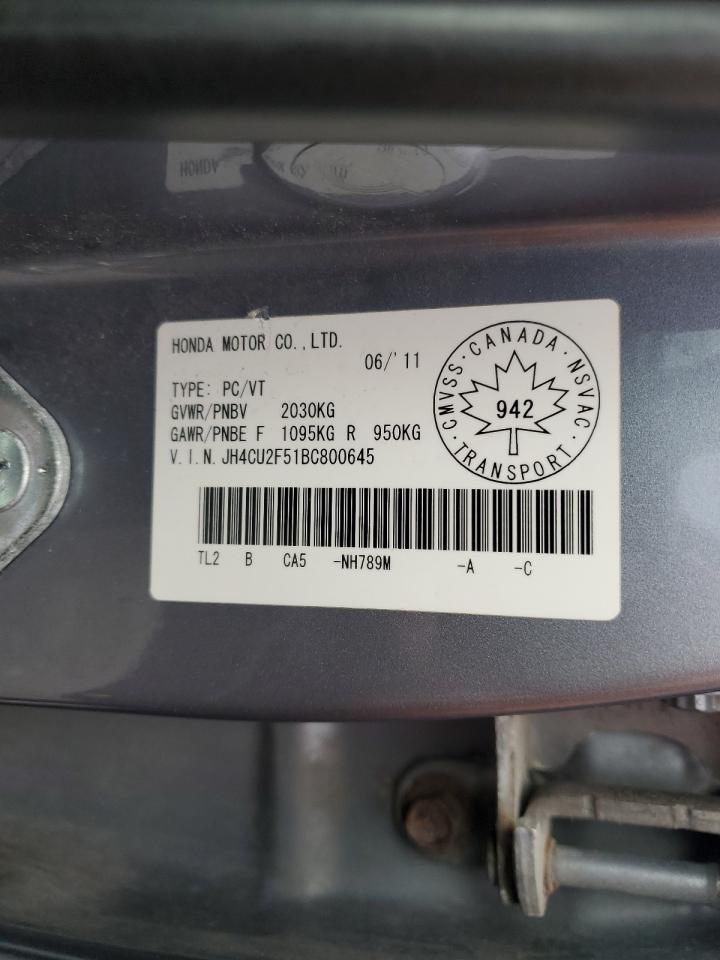 HONDA
HONDA MOTOR CO.,LTD.
06/'11
TYPE: PC/VT
GVWR/PNBV 2030KG
GAWR/PNBE F 1095KG R 950KG
V.I.N. JH4CU2F51BC800645
CMVSS·CANADA·NSVAC
942
TRANSPORT
TL2 B CA5 -NH789M -A -C